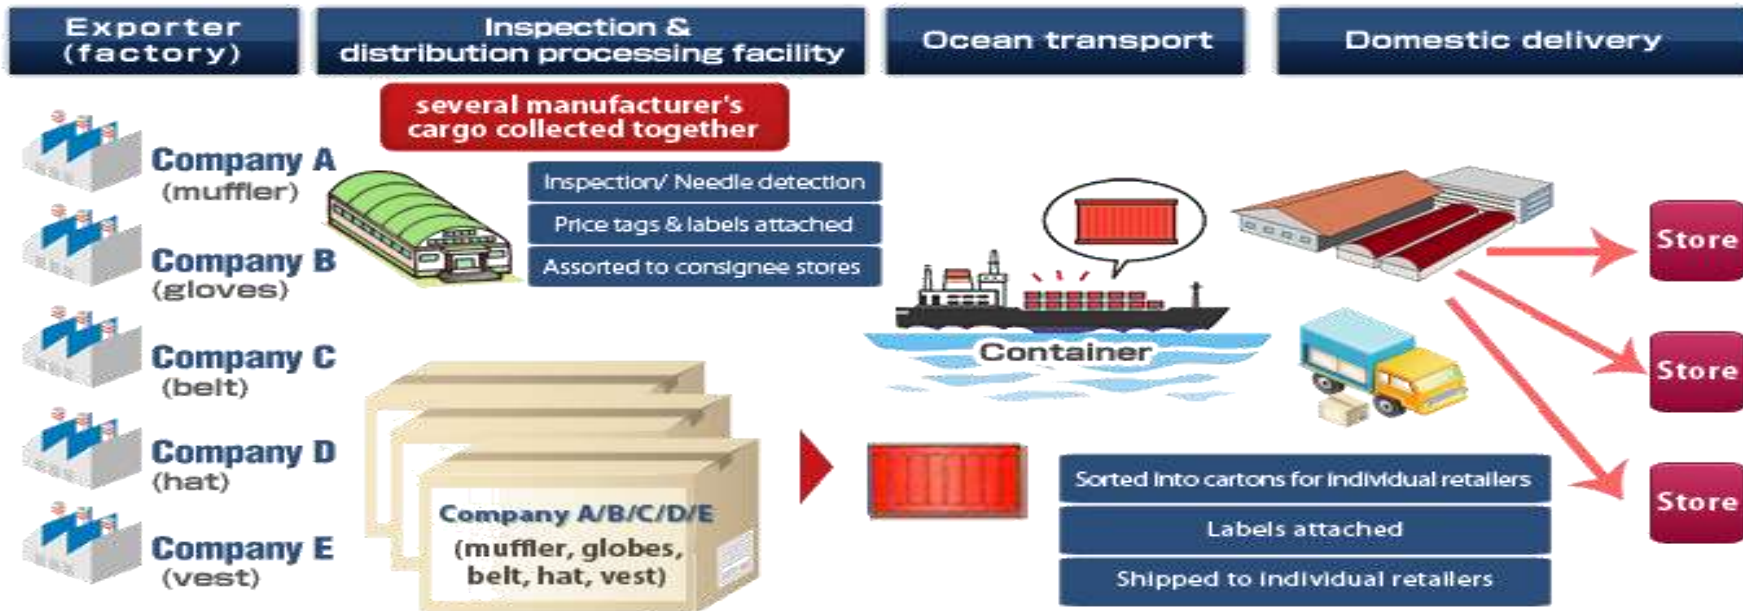 Exporter
(factory)
Inspection &
distribution processing facility
Ocean transport
Domestic delivery
several manufacturer's
cargo collected together
Company A
(muffler)
Company B
(gloves)
Company C
(belt)
Company D
(hat)
Company E
(vest)
Inspection/ Needle detection
Price tags & labels attached
Assorted to consignee stores
Company A/B/C/D/E
(muffler, globes,
belt, hat, vest)
Container
Sorted into cartons for individual retailers
Labels attached
Shipped to individual retailers
Store
Store
Store